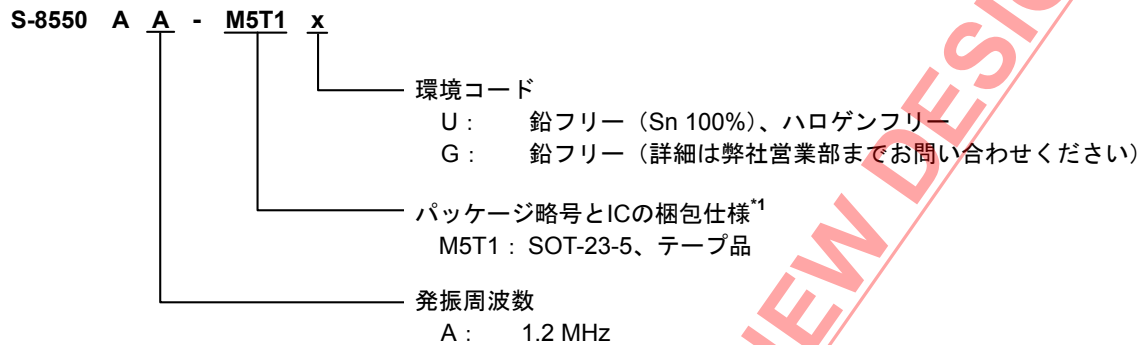 S-8550 A A - M5T1 x
環境コード
U： 鉛フリー（Sn 100%）、ハロゲンフリー
G： 鉛フリー（詳細は弊社営業部までお問い合わせください）
パッケージ略号とICの梱包仕様*1
M5T1：SOT-23-5、テープ品
発振周波数
A： 1.2 MHz
NEW DESIG